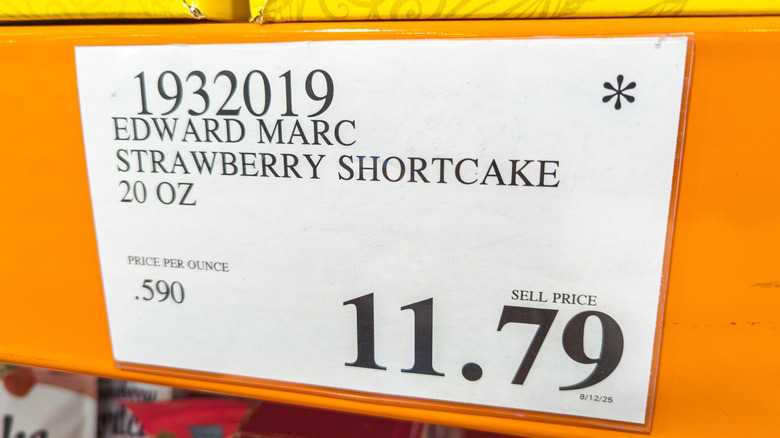 1932019
*
EDWARD MARC
STRAWBERRY SHORTCAKE
20 OZ
PRICE PER OUNCE
.590
SELL PRICE
11.79
8/12/25